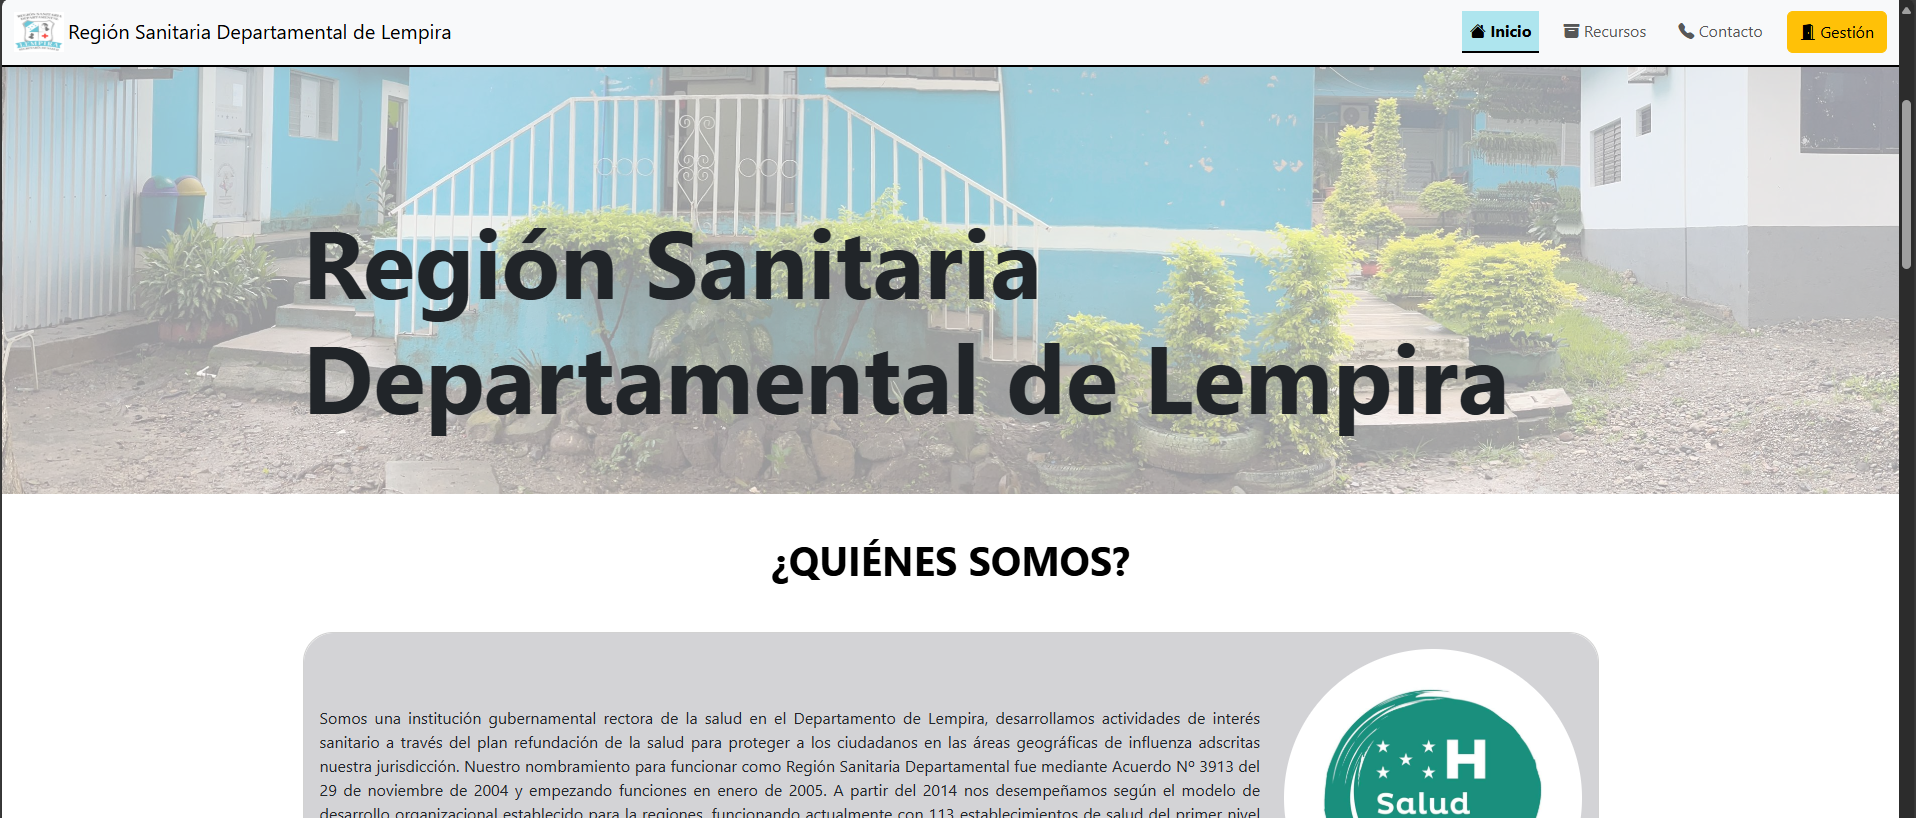 LEMPIRA
Región Sanitaria Departamental de Lempira
Inicio
Recursos
Contacto
Gestión
Región Sanitaria
Departamental de Lempira
¿QUIÉNES SOMOS?
Somos una institución gubernamental rectora de la salud en el Departamento de Lempira, desarrollamos actividades de interés
sanitario a través del plan refundación de la salud para proteger a los ciudadanos en las áreas geográficas de influenza adscritas
nuestra jurisdicción. Nuestro nombramiento para funcionar como Región Sanitaria Departamental fue mediante Acuerdo Nº 3913 del
29 de noviembre de 2004 y empezando funciones en enero de 2005. A partir del 2014 nos desempeñamos según el modelo de
desarrollo organizacional establecido para la regiones, funcionando actualmente con 113 establecimientos de salud del primer nivel
H
Salud